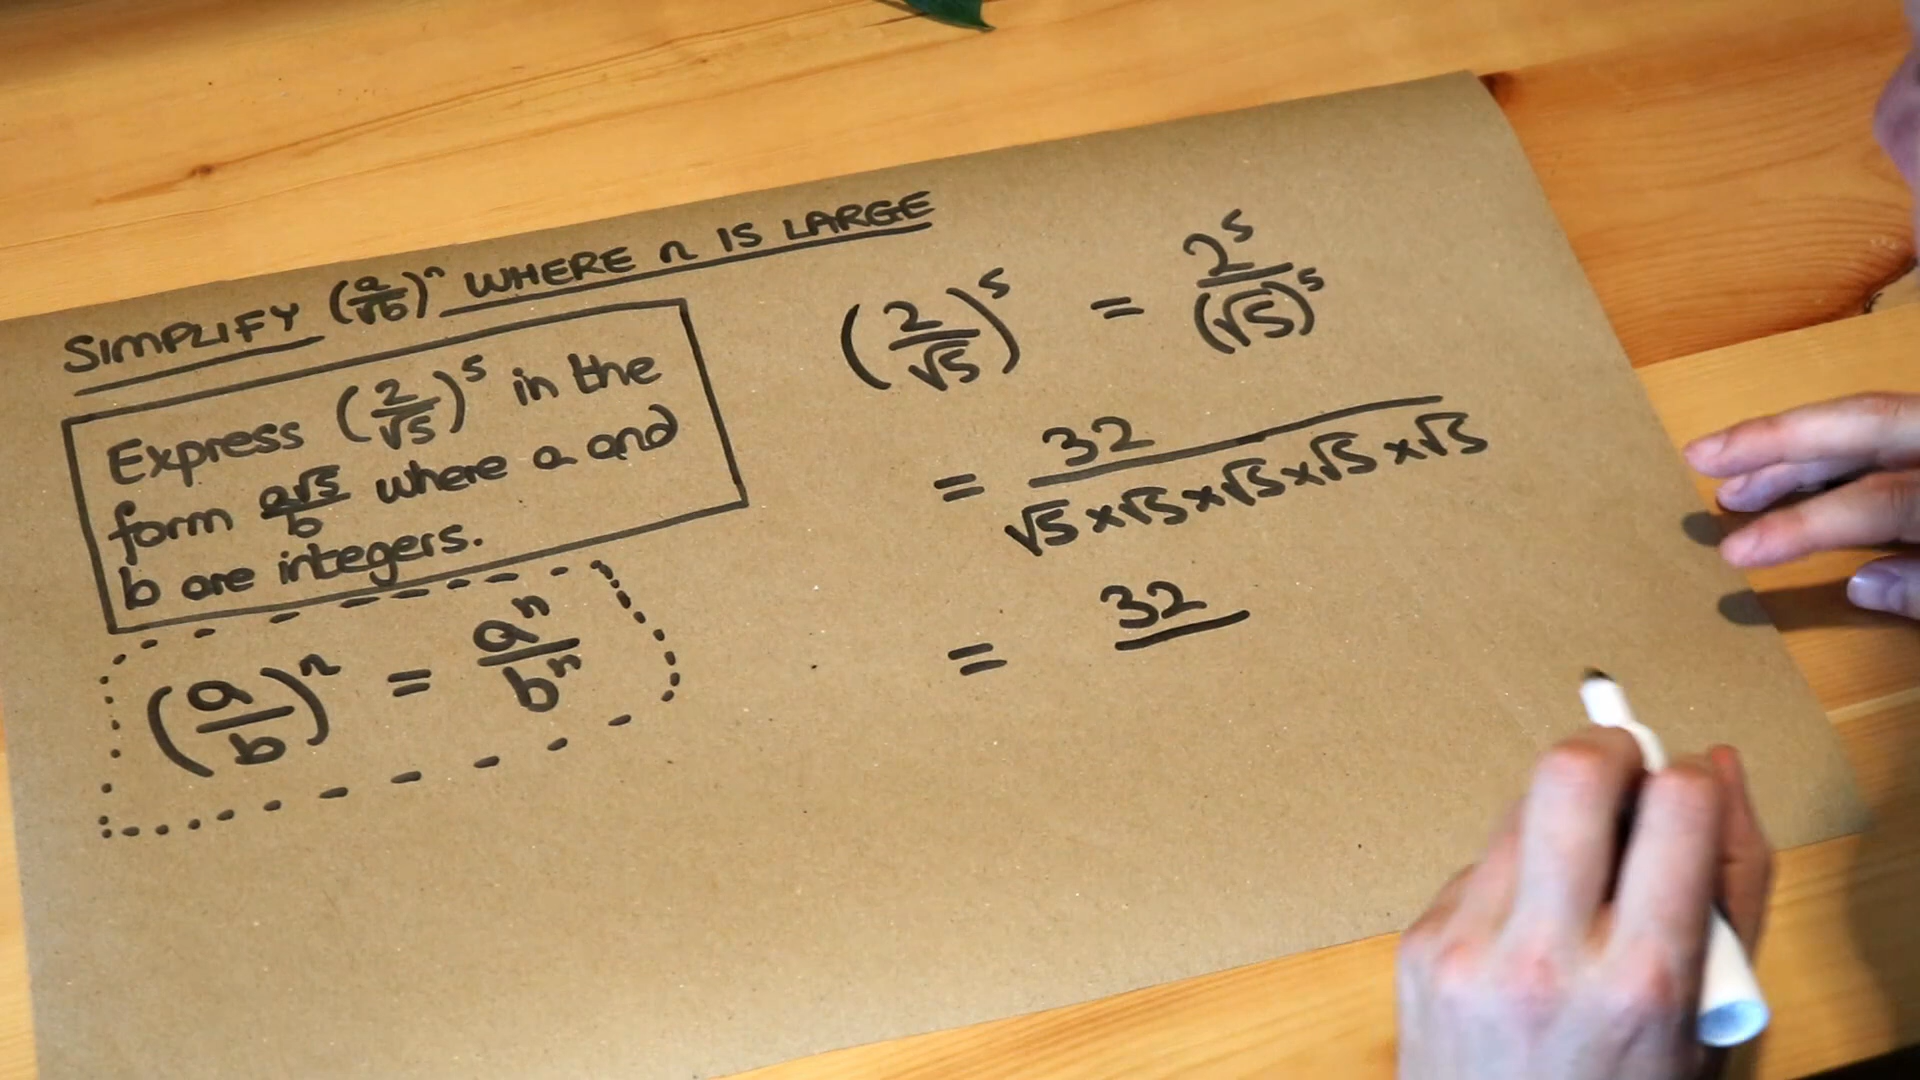 SIMPLIFY (a/√b)ⁿ WHERE n IS LARGE
Express (2/√5)⁵ in the
form a√5/b where a and
b are integers.
(a/b)ⁿ = aⁿ/bⁿ
(2/√5)⁵ = 2⁵/(√5)⁵
= 32/√5×√5×√5×√5×√5
= 32